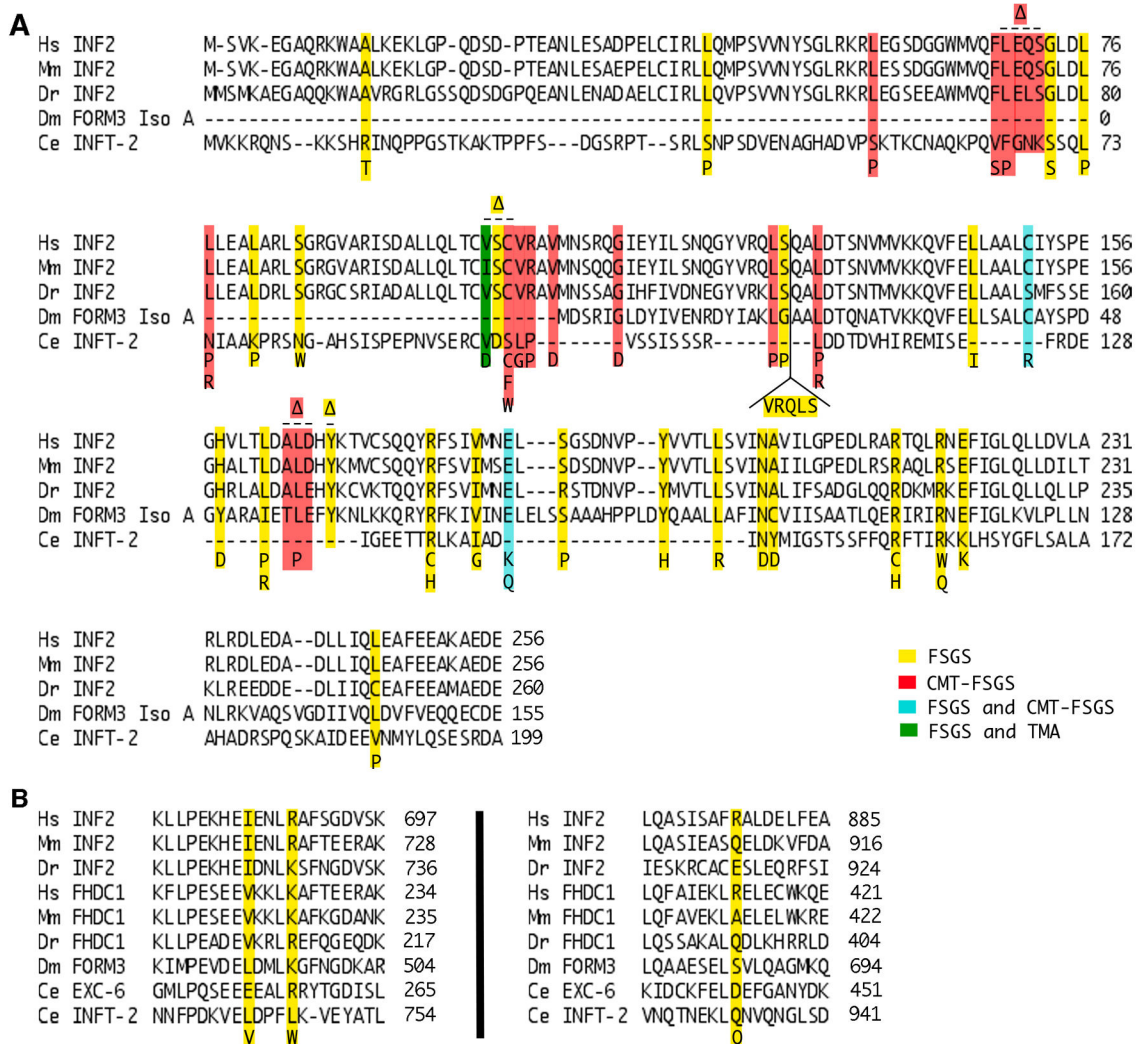 A
Δ
Hs INF2 M-SVK-EGAQRKWAALKEKLGP-QDSD-PTEANLESADPELCIRLLQMPSVVNYSGLRKRLEGSDGGWMVQFLEQSGLDL 76
Mm INF2 M-SVK-EGAQRKWAALKEKLEP-QDSD-PTEANLESAEPELCIRLLQMPSVVNYSGLRKRLESSDGGWMVQFLEQSGLDL 76
Dr INF2 MMSMKAEGAQQKWAAVRGRLGSSQDSDGPQEANLENADAELCIRLLQVPSVVNYSGLRKRLEGSEEAWMVQFLELSGLDL 80
Dm FORM3 Iso A -------------------------------------------------------------------------------- 0
Ce INFT-2 MVKKRQNS--KKSHRINQPPGSTKAKTPPFS---DGSRPT--SRLSNPSDVENAGHADVPSKTKCNAQKPQVFGNKSSQL 73
T P P SP S P
Δ
Hs INF2 LLEALARLSGRGVARISDALLQLTCVSCVRAVMNSRQGIEYILSNQGYVRQLSQALDTSNVMVKKQVFELLAALCIYSPE 156
Mm INF2 LLEALARLSGRGVARISDALLQLTCISCVRAVMNSQQGIEYILSNQGYVRQLSQALDTSNVMVKKQVFELLAALCIYSPE 156
Dr INF2 LLEALDRLSGRGCSRIADALLQLTCVSCVRAVMNSSAGIHFIVDNEGYVRKLSQALDTSNTMVKKQVFELLAALSMFSSE 160
Dm FORM3 Iso A -------------------------------MDSRIGLDYIVENRDYIAKLGAALDTQNATVKKQVFELLSALCAYSPD 48
Ce INFT-2 NIAAKPRSNG-AHSISPEPNVSERCVDSLP------VSSISSSR---------LDDTDVHIREMISE------FRDE 128
P P W D CGP D D PP P I R
R F R
W VRQLS
Δ Δ
Hs INF2 GHVLTLDALDHYKTVCSQQYRFSIVMNEL---SGSDNVP-YVVTLLSVINAVILGPEDLRARTQLRNEFIGLQLLDVLA 231
Mm INF2 GHALTLDALDHYKMVCSQQYRFSVIMSEL---SDSDNVP-YVVTLLSVINAIILGPEDLRSRAQLRSEFIGLQLLDILT 231
Dr INF2 GHRLALDALEHYKCVKTQQYRFSVIMNEL---RSTDNVP-YMVTLLSVINALIFSADGLQQRDKMRKEFIGLQLLQLLP 235
Dm FORM3 Iso A GYARAIETLEFYKNLKKQRYRFKIVINELELSSAAAHPPLDYQAALLAFINCVIISAATLQERIRIRNEFIGLKVLPLLN 128
Ce INFT-2 --------------IGEETTRLKAIAD-----------------------INYMIGSTSSFFQRFTIRKKLHSYGFLSALA 172
D P P C G K P H R DD C W K
R H Q H Q
Hs INF2 RLRDLEDA--DLLIQLEAFEEAKAEDE 256
Mm INF2 RLRDLEDA--DLLIQLEAFEEAKAEDE 256
Dr INF2 KLREEDDE--DLIIQCEAFEEAMAEDE 260
Dm FORM3 Iso A NLRKVAQSVGDIIVQLDVFVEQQECDE 155
Ce INFT-2 AHADRSPQSKAIDEEVNMYLQSESRDA 199
P
FSGS
CMT-FSGS
FSGS and CMT-FSGS
FSGS and TMA
B
Hs INF2 KLLPEKHEIENLRAFSGDVSK 697
Mm INF2 KLLPEKHEIENLRAFTEERAK 728
Dr INF2 KLLPEKHEIDNLKSFNGDKSK 736
Hs FHDC1 KFLPESEEVKKLKAFTEERAK 234
Mm FHDC1 KLLPESEEVKKLKAFKGDANK 235
Dr FHDC1 KLLPEADEVKRLREFQGEQDK 217
Dm FORM3 KIMPEVDELDMLKGFNGDKAR 504
Ce EXC-6 GMLPQSEEEEALRRYTGDISL 265
Ce INFT-2 NNFPDKVELDPFLK-VEYATL 754
V W
Hs INF2 LQASISAFRALDELFEA 885
Mm INF2 LQASIEASQELDKVFDA 916
Dr INF2 IESKRCACESLEQRFSI 924
Hs FHDC1 LQFAIEKLRELECWKQE 421
Mm FHDC1 LQFAVEKLAELELWKRE 422
Dr FHDC1 LQSSAKALQDLKHRRLD 404
Dm FORM3 LQAAESELSVLQAGMKQ 694
Ce EXC-6 KIDCKFELDEFGANYDK 451
Ce INFT-2 VNQTNEKLQNVQNGLSD 941
Q